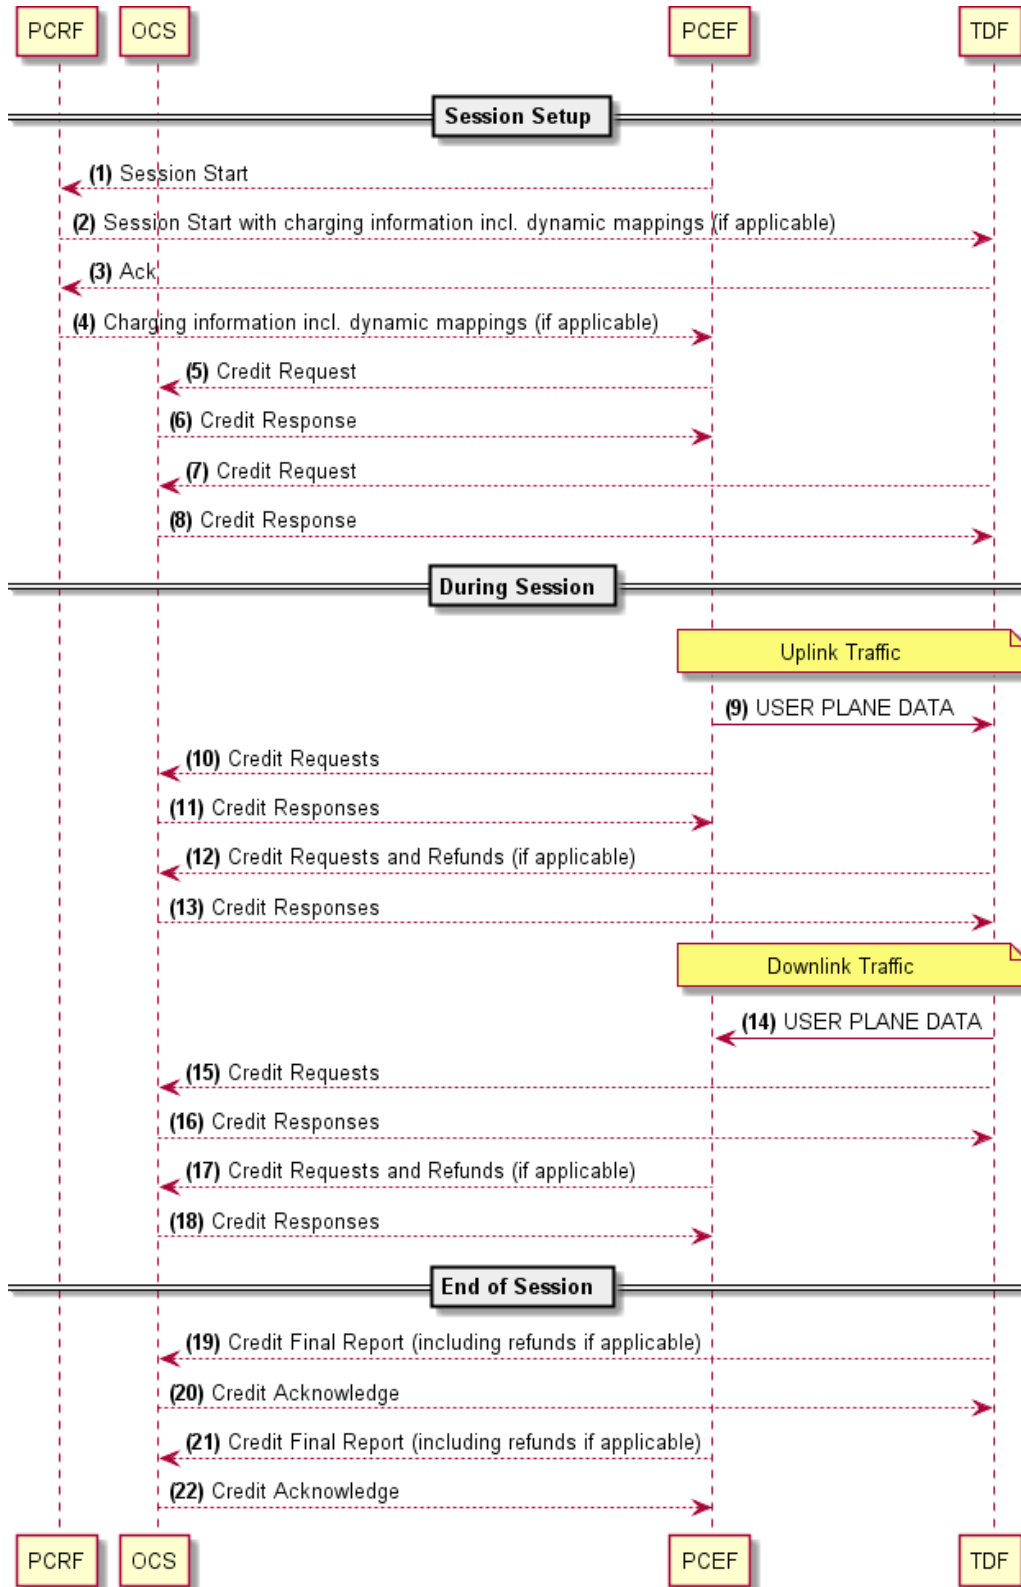 PCRF OCS PCEF TDF
Session Setup
(1) Session Start
(2) Session Start with charging information incl. dynamic mappings (if applicable)
(3) Ack
(4) Charging information incl. dynamic mappings (if applicable)
(5) Credit Request
(6) Credit Response
(7) Credit Request
(8) Credit Response
During Session
Uplink Traffic
(9) USER PLANE DATA
(10) Credit Requests
(11) Credit Responses
(12) Credit Requests and Refunds (if applicable)
(13) Credit Responses
Downlink Traffic
(14) USER PLANE DATA
(15) Credit Requests
(16) Credit Responses
(17) Credit Requests and Refunds (if applicable)
(18) Credit Responses
End of Session
(19) Credit Final Report (including refunds if applicable)
(20) Credit Acknowledge
(21) Credit Final Report (including refunds if applicable)
(22) Credit Acknowledge
PCRF OCS PCEF TDF